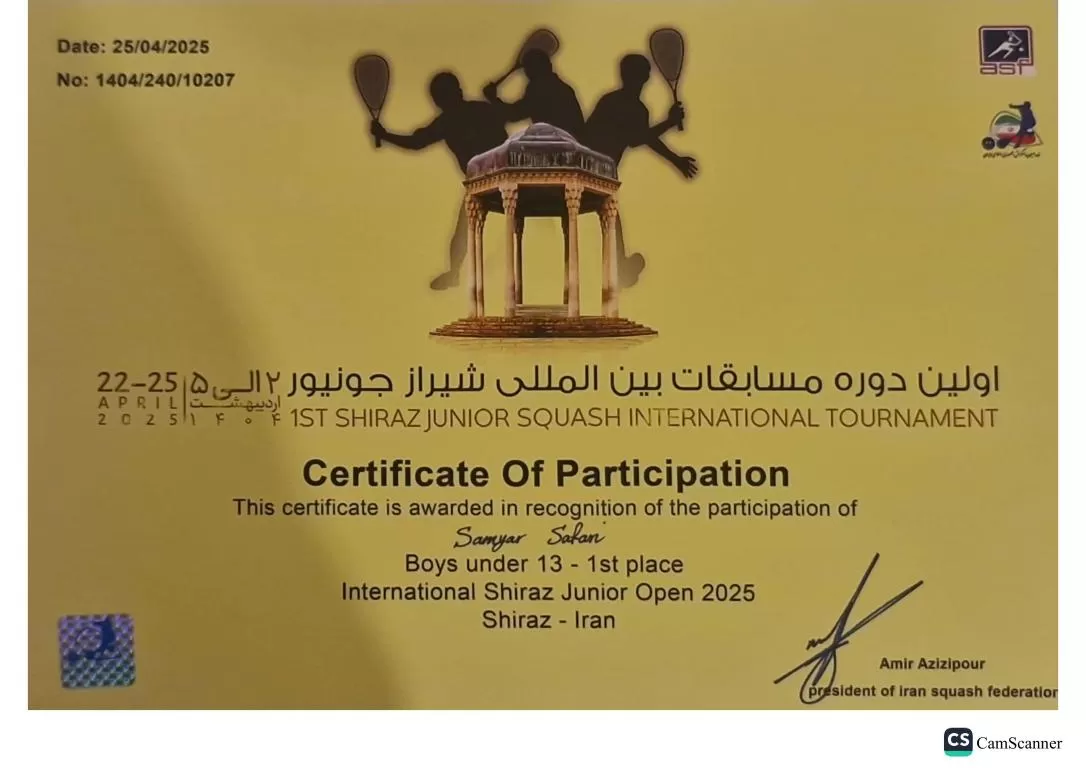 Date: 25/04/2025
No: 1404/240/10207
asf
اولین دوره مسابقات بین المللی شیراز جونیور
۲ الی ۵
اردیبهشت
۱۴۰۴
22-25
APRIL
2025
1ST SHIRAZ JUNIOR SQUASH INTERNATIONAL TOURNAMENT
Certificate Of Participation
This certificate is awarded in recognition of the participation of
Samyar Safari
Boys under 13 - 1st place
International Shiraz Junior Open 2025
Shiraz - Iran
Amir Azizipour
president of iran squash federation
CS CamScanner